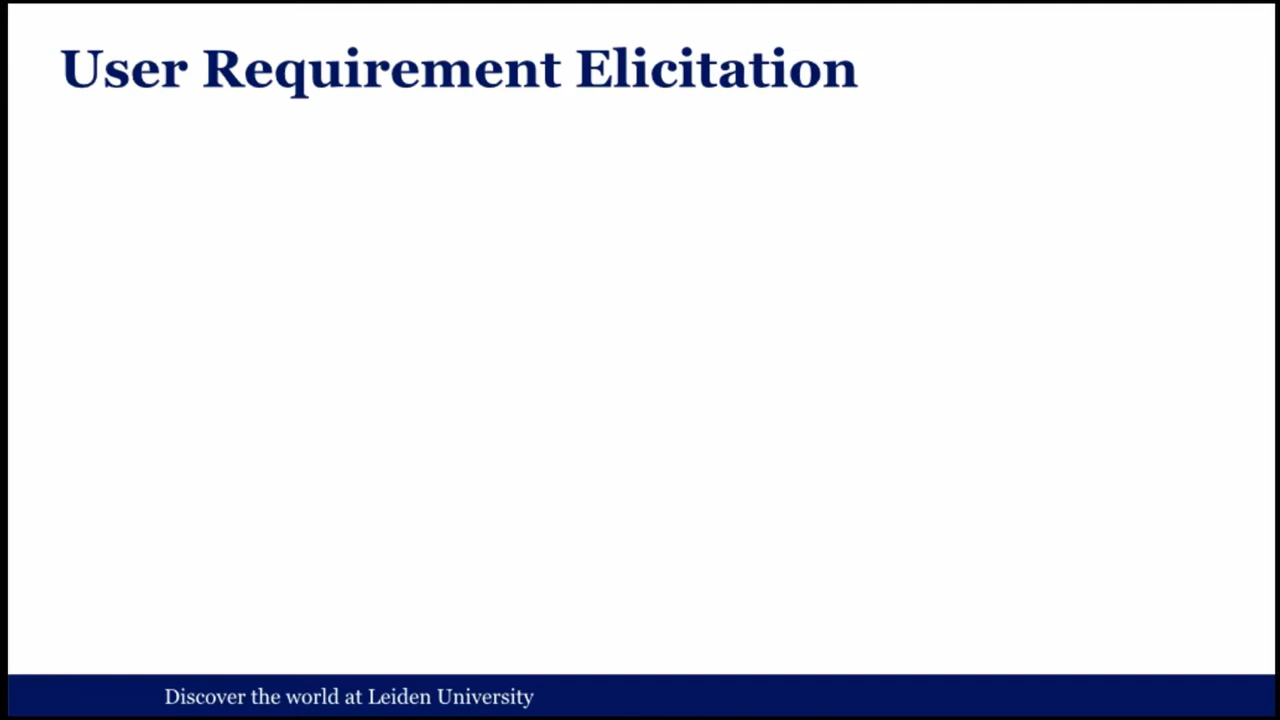 User Requirement Elicitation
Discover the world at Leiden University